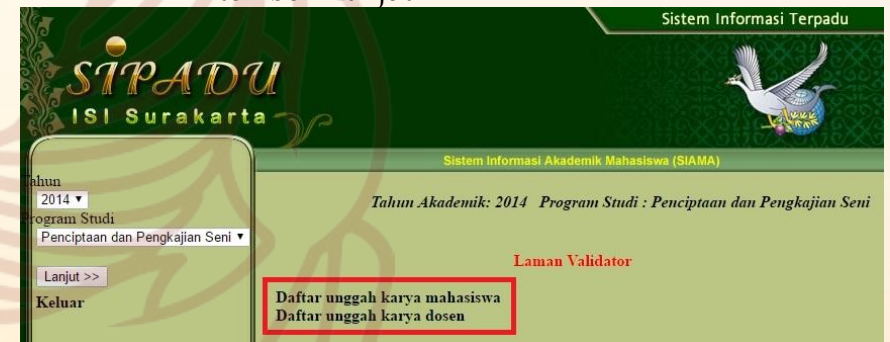 Sistem Informasi Terpadu
SIPADU
ISI Surakarta
Sistem Informasi Akademik Mahasiswa (SIAMA)
Tahun
2014
Program Studi
Penciptaan dan Pengkajian Seni
Lanjut >>
Keluar
Tahun Akademik: 2014 Program Studi : Penciptaan dan Pengkajian Seni
Laman Validator
Daftar unggah karya mahasiswa
Daftar unggah karya dosen